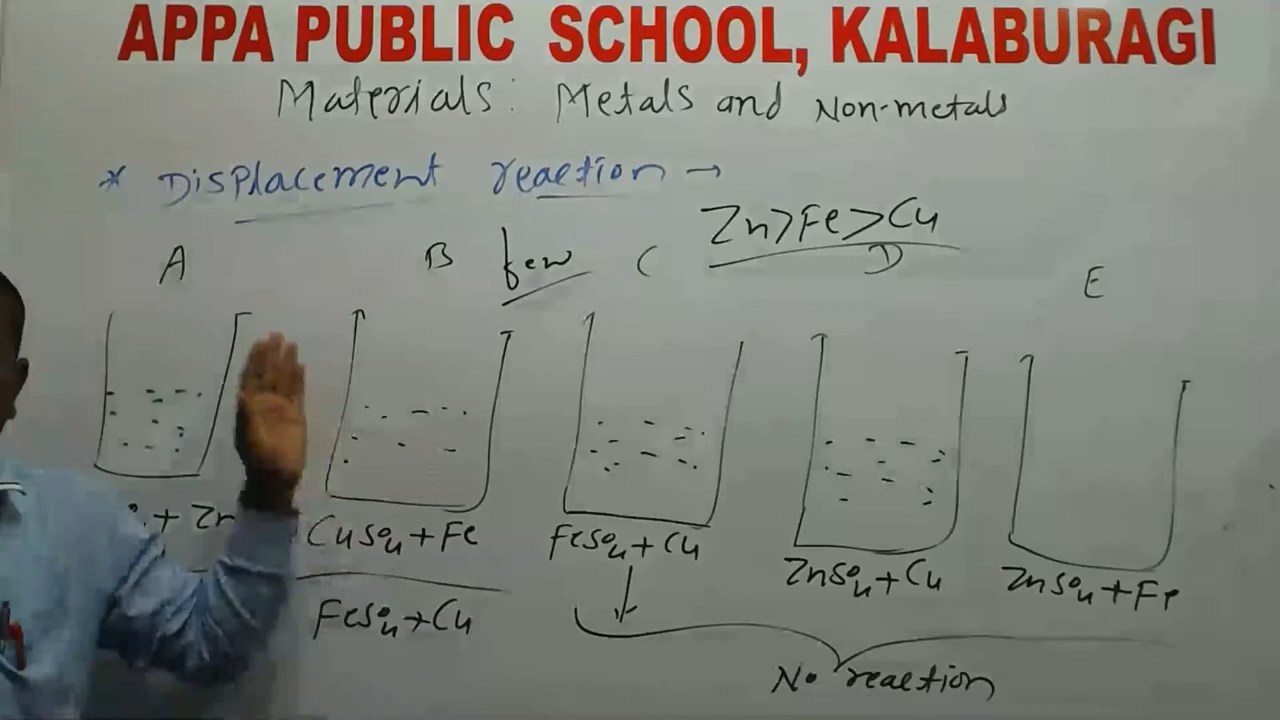 APPA PUBLIC SCHOOL, KALABURAGI
Materials: Metals and Non-metals
* Displacement reaction →
Zn>Fe>Cu
A B few C D E
+ Zn CuSO4+Fe FeSO4+Cu ZnSO4+Cu ZnSO4+Fe
FeSO4+Cu
No reaction